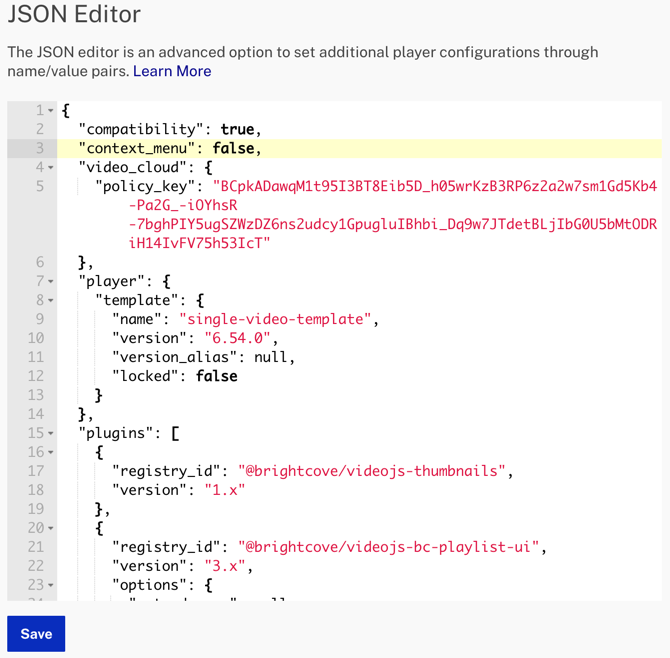 JSON Editor
The JSON editor is an advanced option to set additional player configurations through
name/value pairs. Learn More
1 {
2 "compatibility": true,
3 "context_menu": false,
4 "video_cloud": {
5 "policy_key": "BCpkADawqM1t95I3BT8Eib5D_h05wrKzB3RP6z2a2w7sm1Gd5Kb4
-Pa2G_-iOYhsR
-7bghPIY5ugSZWzDZ6ns2udcy1GpugluIBhbi_Dq9w7JTdetBLjIbG0U5bMtODR
iH14IvFV75h53IcT"
6 },
7 "player": {
8 "template": {
9 "name": "single-video-template",
10 "version": "6.54.0",
11 "version_alias": null,
12 "locked": false
13 }
14 },
15 "plugins": [
16 {
17 "registry_id": "@brightcove/videojs-thumbnails",
18 "version": "1.x"
19 },
20 {
21 "registry_id": "@brightcove/videojs-bc-playlist-ui",
22 "version": "3.x",
23 "options": {
Save